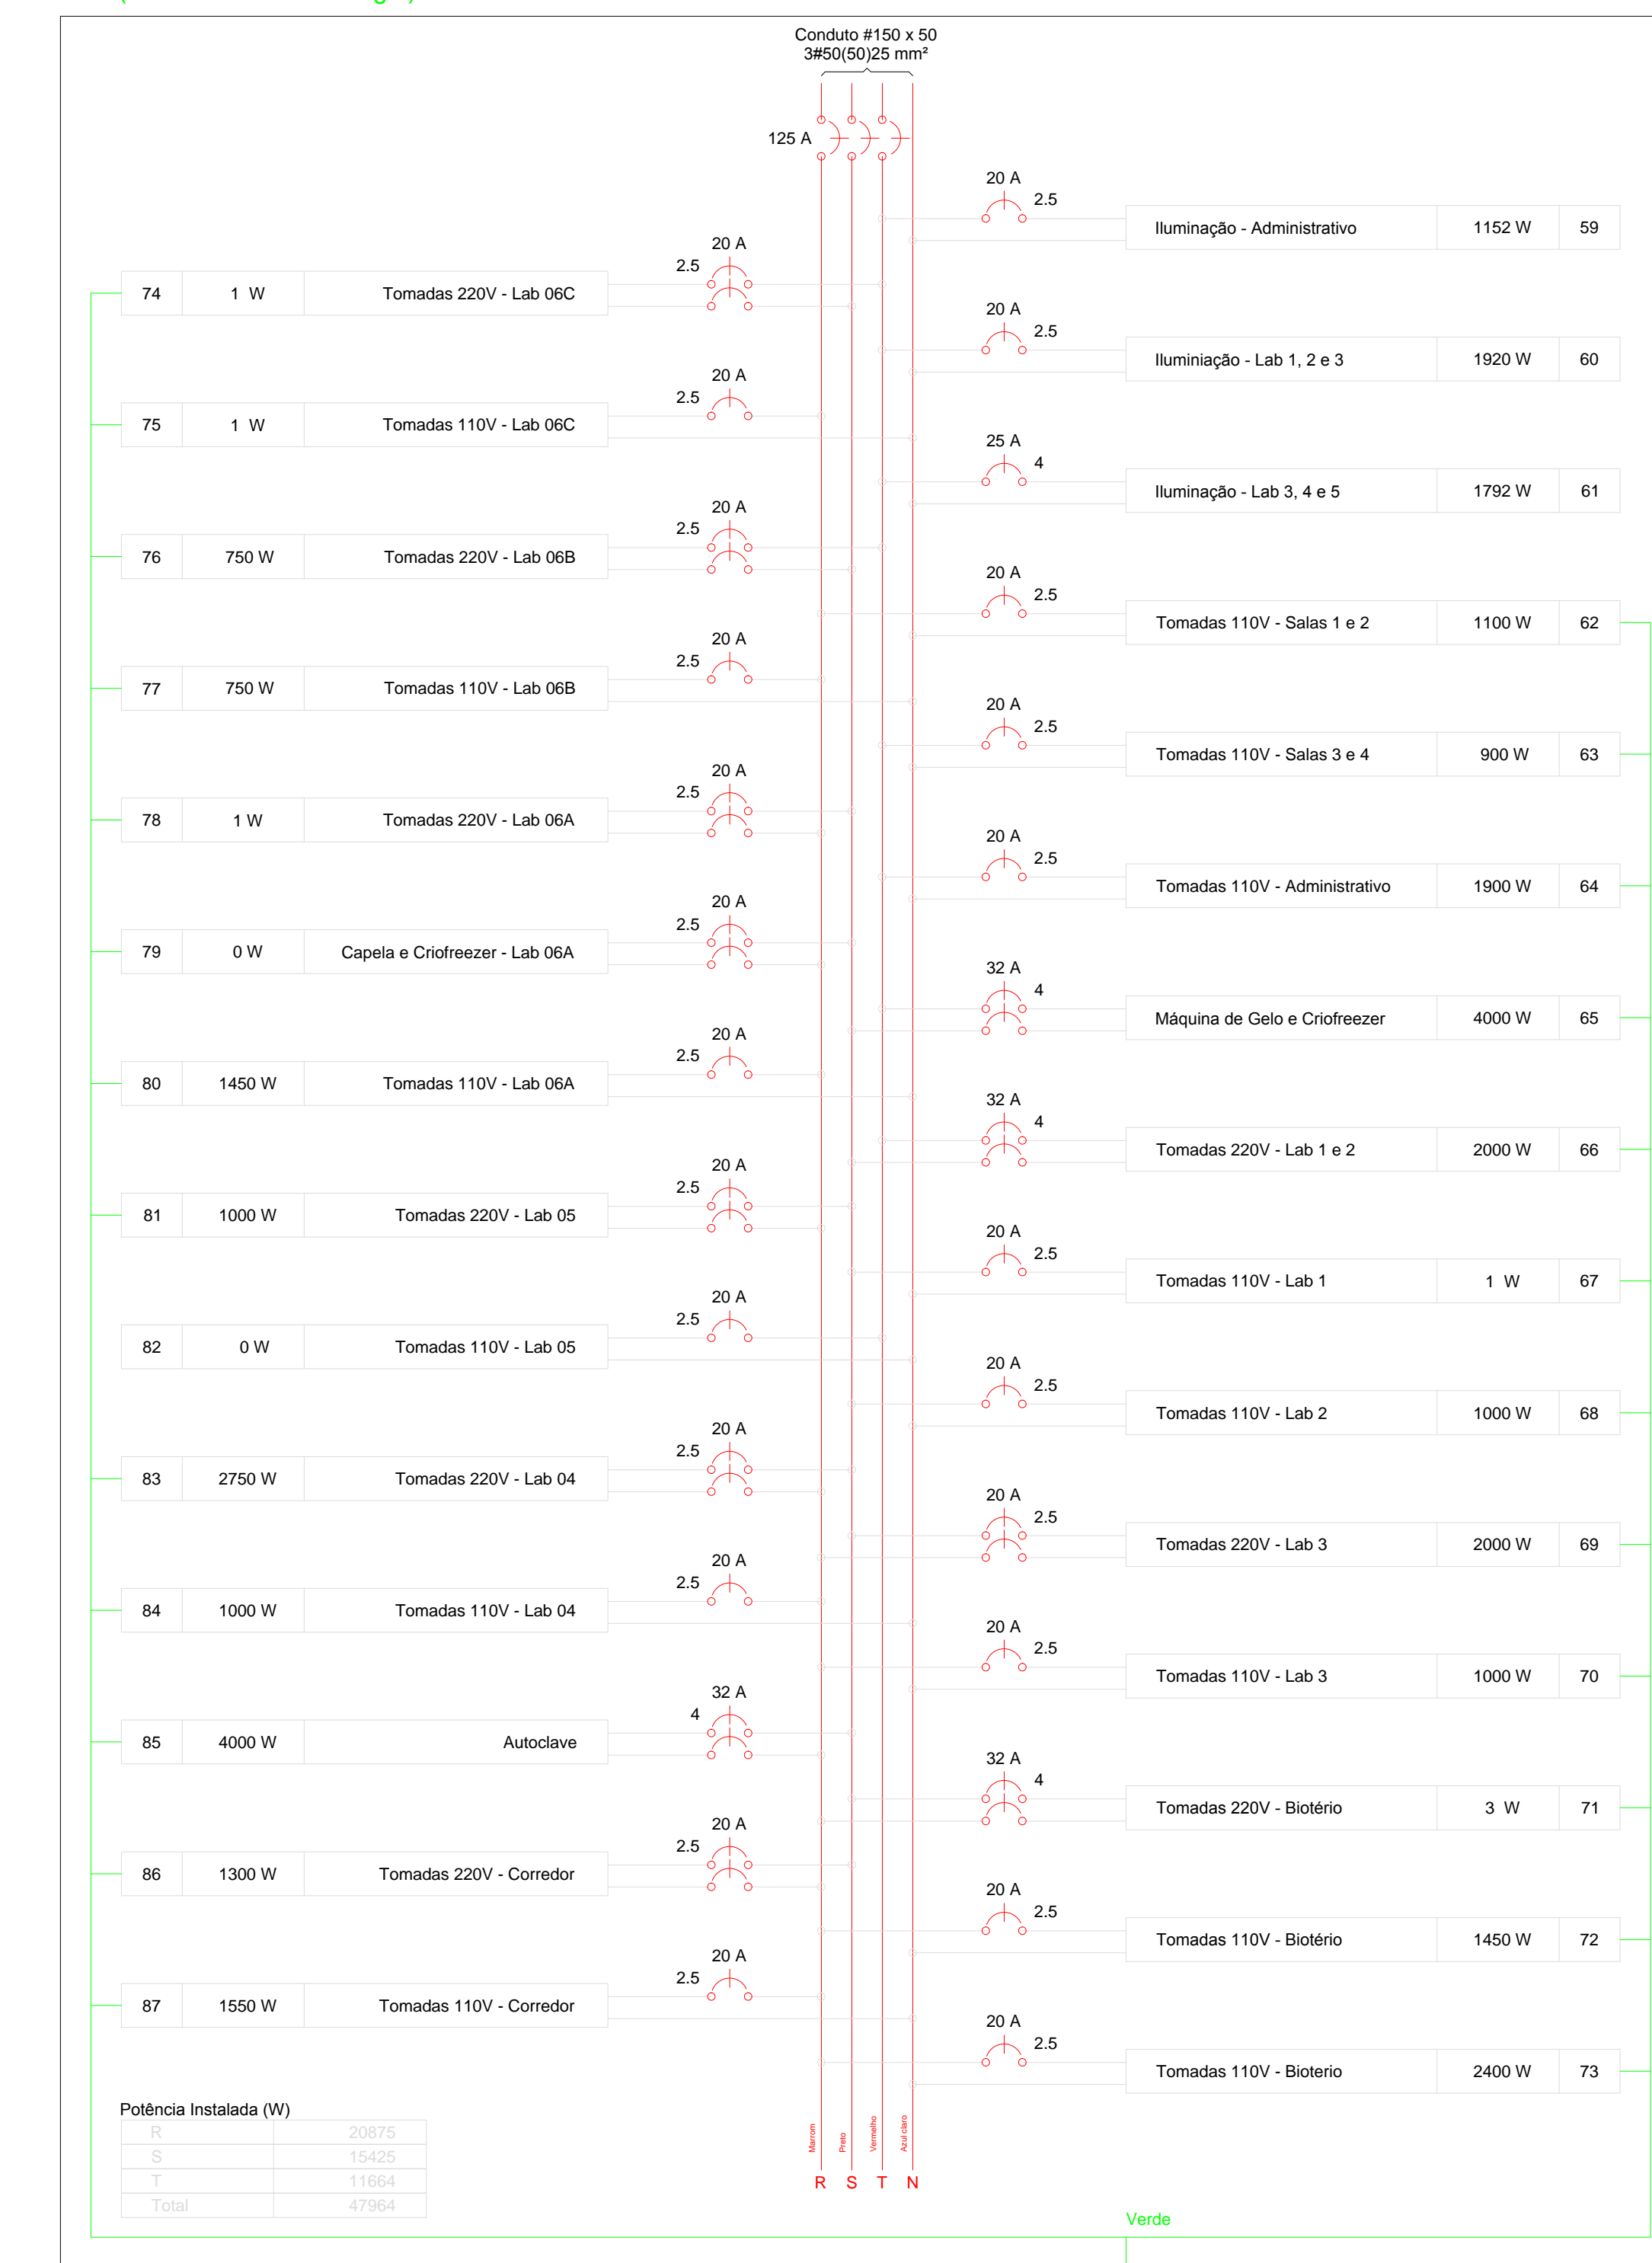 Conduto #150 x 50
3#50(50)25 mm²
125 A
20 A
2.5
Iluminação - Administrativo 1152 W 59
20 A
2.5
74 1 W Tomadas 220V - Lab 06C
20 A
2.5
Iluminiação - Lab 1, 2 e 3 1920 W 60
20 A
2.5
75 1 W Tomadas 110V - Lab 06C
25 A
4
Iluminação - Lab 3, 4 e 5 1792 W 61
20 A
2.5
76 750 W Tomadas 220V - Lab 06B
20 A
2.5
Tomadas 110V - Salas 1 e 2 1100 W 62
20 A
2.5
77 750 W Tomadas 110V - Lab 06B
20 A
2.5
Tomadas 110V - Salas 3 e 4 900 W 63
20 A
2.5
78 1 W Tomadas 220V - Lab 06A
20 A
2.5
Tomadas 110V - Administrativo 1900 W 64
20 A
2.5
79 0 W Capela e Criofreezer - Lab 06A
32 A
4
Máquina de Gelo e Criofreezer 4000 W 65
20 A
2.5
80 1450 W Tomadas 110V - Lab 06A
32 A
4
Tomadas 220V - Lab 1 e 2 2000 W 66
20 A
2.5
81 1000 W Tomadas 220V - Lab 05
20 A
2.5
Tomadas 110V - Lab 1 1 W 67
20 A
2.5
82 0 W Tomadas 110V - Lab 05
20 A
2.5
Tomadas 110V - Lab 2 1000 W 68
20 A
2.5
83 2750 W Tomadas 220V - Lab 04
20 A
2.5
Tomadas 220V - Lab 3 2000 W 69
20 A
2.5
84 1000 W Tomadas 110V - Lab 04
20 A
2.5
Tomadas 110V - Lab 3 1000 W 70
32 A
4
85 4000 W Autoclave
32 A
4
Tomadas 220V - Biotério 3 W 71
20 A
2.5
86 1300 W Tomadas 220V - Corredor
20 A
2.5
Tomadas 110V - Biotério 1450 W 72
20 A
2.5
87 1550 W Tomadas 110V - Corredor
20 A
2.5
Tomadas 110V - Bioterio 2400 W 73
Potência Instalada (W)
R 20875
S 15425
T 11664
Total 47964
Marrom
Preto
Vermelho
Azul claro
R S T N
Verde